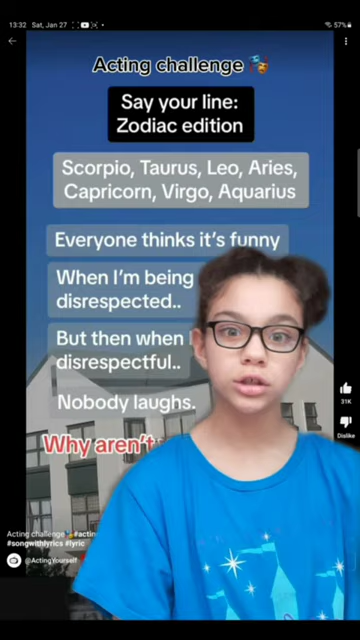 13:32 Sat, Jan 27
57%
Acting challenge
Say your line:
Zodiac edition
Scorpio, Taurus, Leo, Aries,
Capricorn, Virgo, Aquarius
Everyone thinks it's funny
When I'm being
disrespected..
But then when
disrespectful..
Nobody laughs.
Why aren't
31K
Dislike
Acting challenge #actin
#songwithlyrics #lyric
@ActingYourself